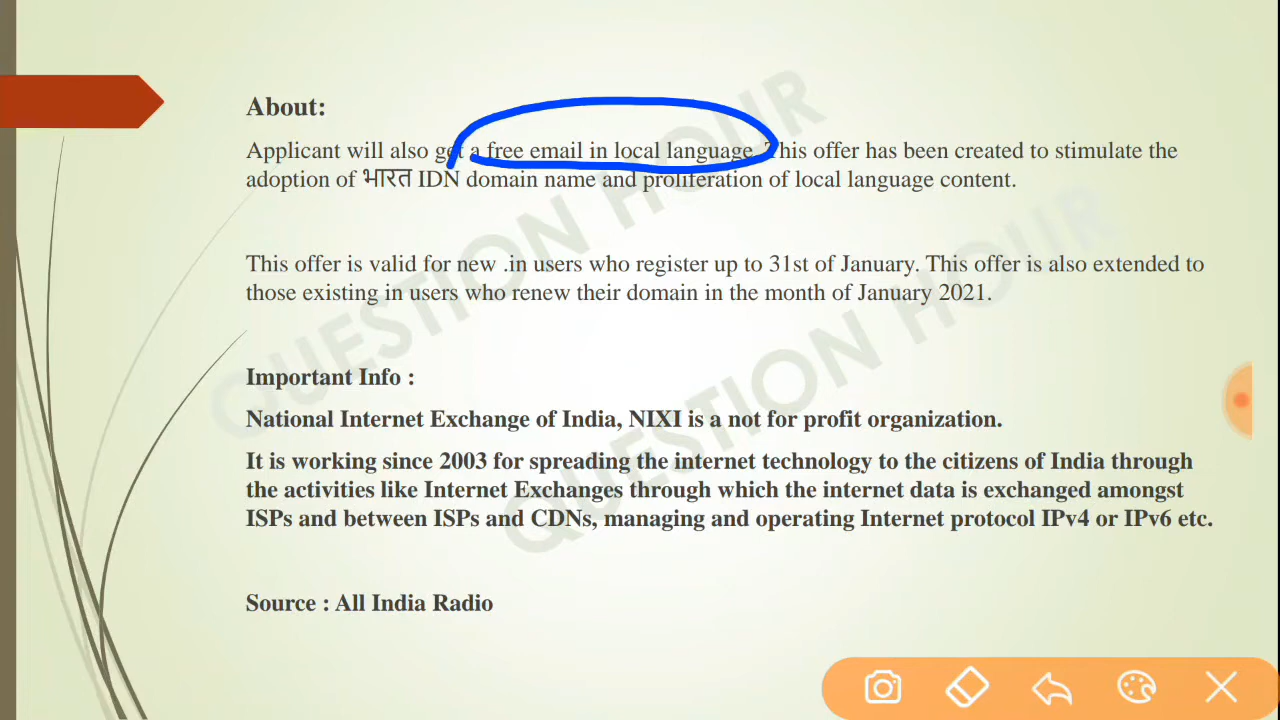 About:
Applicant will also get a free email in local language. This offer has been created to stimulate the
adoption of भारत IDN domain name and proliferation of local language content.
This offer is valid for new .in users who register up to 31st of January. This offer is also extended to
those existing in users who renew their domain in the month of January 2021.
Important Info :
National Internet Exchange of India, NIXI is a not for profit organization.
It is working since 2003 for spreading the internet technology to the citizens of India through
the activities like Internet Exchanges through which the internet data is exchanged amongst
ISPs and between ISPs and CDNs, managing and operating Internet protocol IPv4 or IPv6 etc.
Source : All India Radio
QUESTION HOUR
QUESTION HOUR